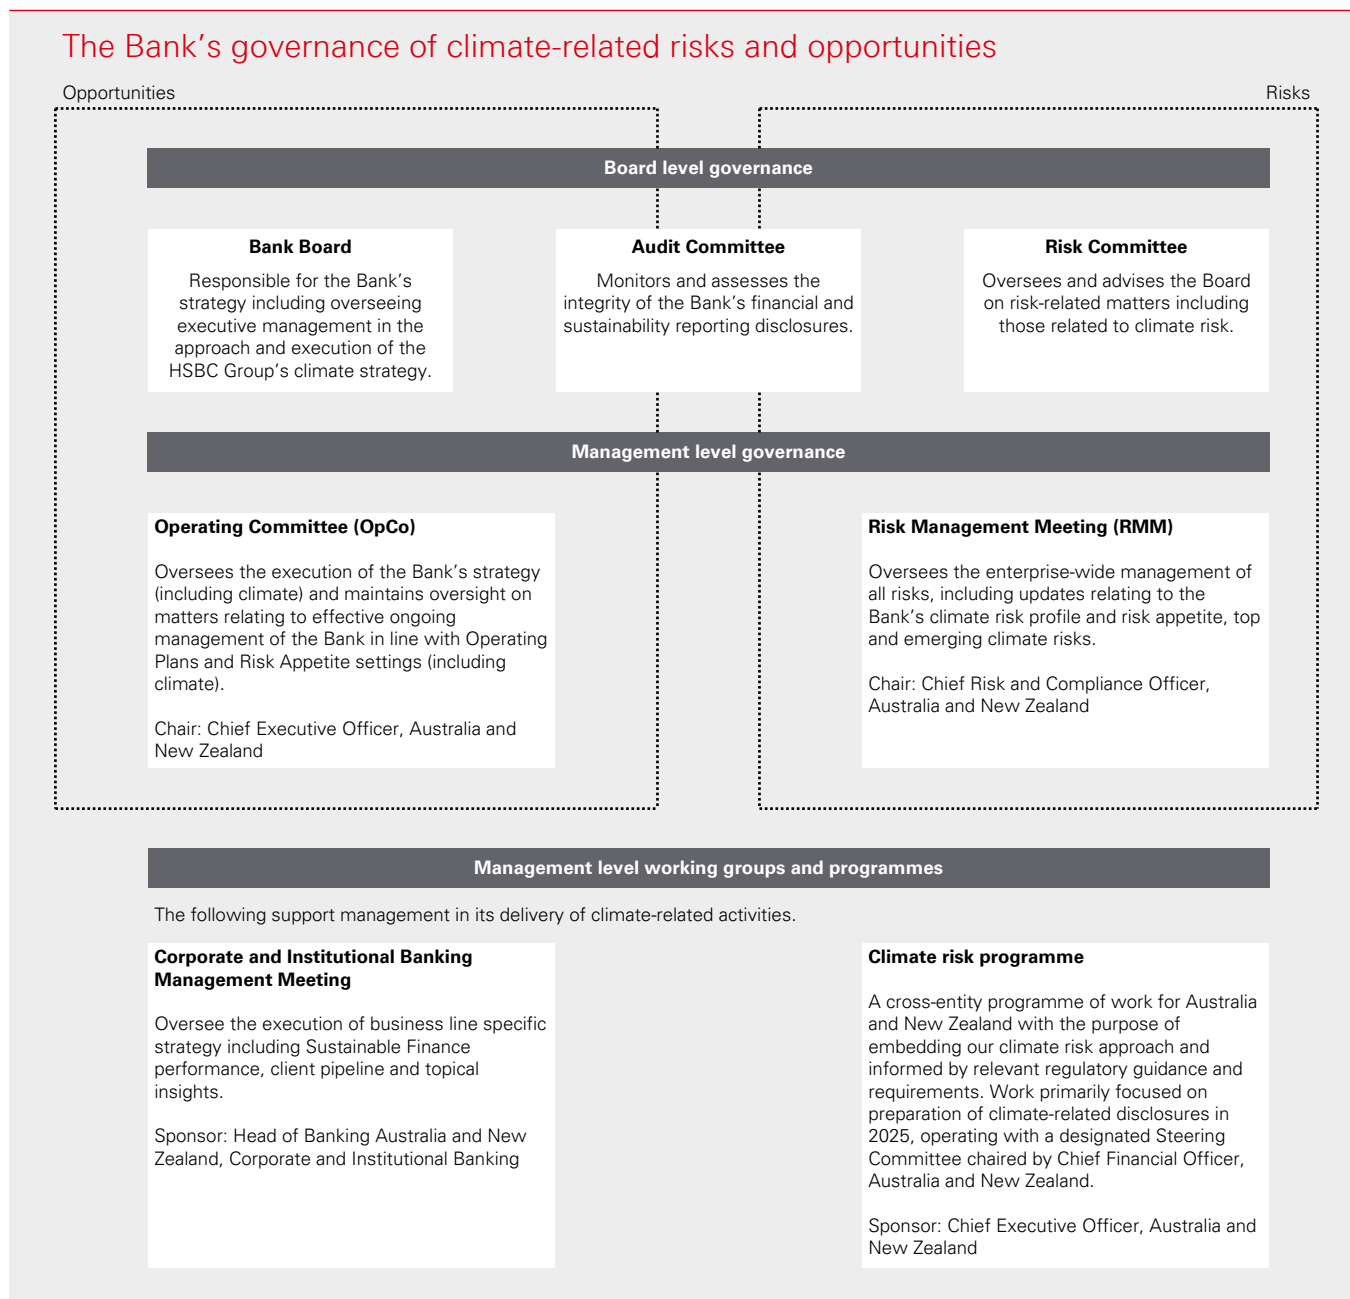 The Bank's governance of climate-related risks and opportunities
Opportunities
Risks
Board level governance
Bank Board
Responsible for the Bank's
strategy including overseeing
executive management in the
approach and execution of the
HSBC Group's climate strategy.
Audit Committee
Monitors and assesses the
integrity of the Bank's financial and
sustainability reporting disclosures.
Risk Committee
Oversees and advises the Board
on risk-related matters including
those related to climate risk.
Management level governance
Operating Committee (OpCo)
Oversees the execution of the Bank's strategy
(including climate) and maintains oversight on
matters relating to effective ongoing
management of the Bank in line with Operating
Plans and Risk Appetite settings (including
climate).
Chair: Chief Executive Officer, Australia and
New Zealand
Risk Management Meeting (RMM)
Oversees the enterprise-wide management of
all risks, including updates relating to the
Bank's climate risk profile and risk appetite, top
and emerging climate risks.
Chair: Chief Risk and Compliance Officer,
Australia and New Zealand
Management level working groups and programmes
The following support management in its delivery of climate-related activities.
Corporate and Institutional Banking
Management Meeting
Oversee the execution of business line specific
strategy including Sustainable Finance
performance, client pipeline and topical
insights.
Sponsor: Head of Banking Australia and New
Zealand, Corporate and Institutional Banking
Climate risk programme
A cross-entity programme of work for Australia
and New Zealand with the purpose of
embedding our climate risk approach and
informed by relevant regulatory guidance and
requirements. Work primarily focused on
preparation of climate-related disclosures in
2025, operating with a designated Steering
Committee chaired by Chief Financial Officer,
Australia and New Zealand.
Sponsor: Chief Executive Officer, Australia and
New Zealand